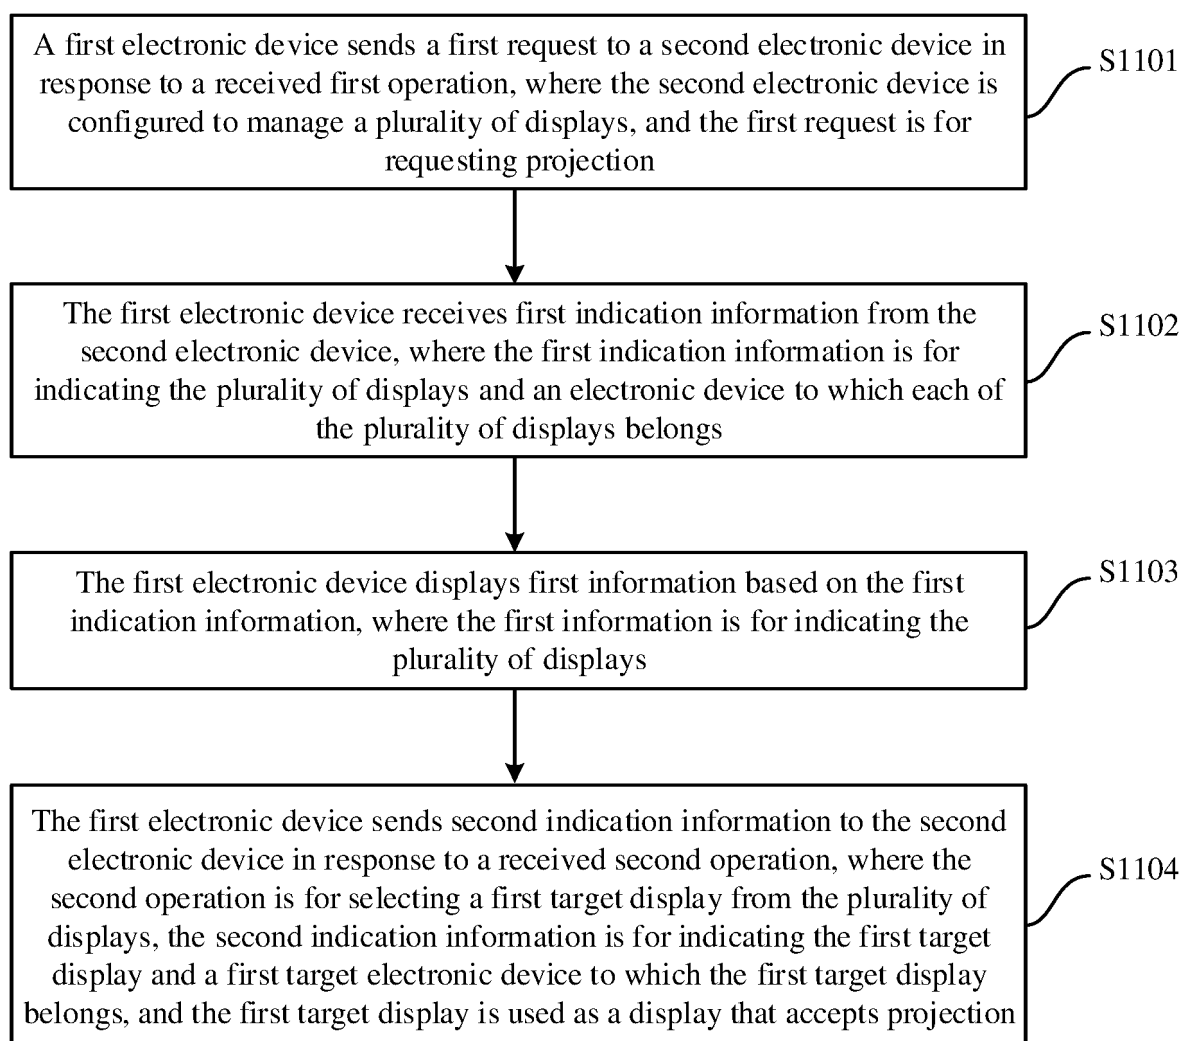 A first electronic device sends a first request to a second electronic device in
response to a received first operation, where the second electronic device is
configured to manage a plurality of displays, and the first request is for
requesting projection
S1101
The first electronic device receives first indication information from the
second electronic device, where the first indication information is for
indicating the plurality of displays and an electronic device to which each of
the plurality of displays belongs
S1102
The first electronic device displays first information based on the first
indication information, where the first information is for indicating the
plurality of displays
S1103
The first electronic device sends second indication information to the second
electronic device in response to a received second operation, where the
second operation is for selecting a first target display from the plurality of
displays, the second indication information is for indicating the first target
display and a first target electronic device to which the first target display
belongs, and the first target display is used as a display that accepts projection
S1104